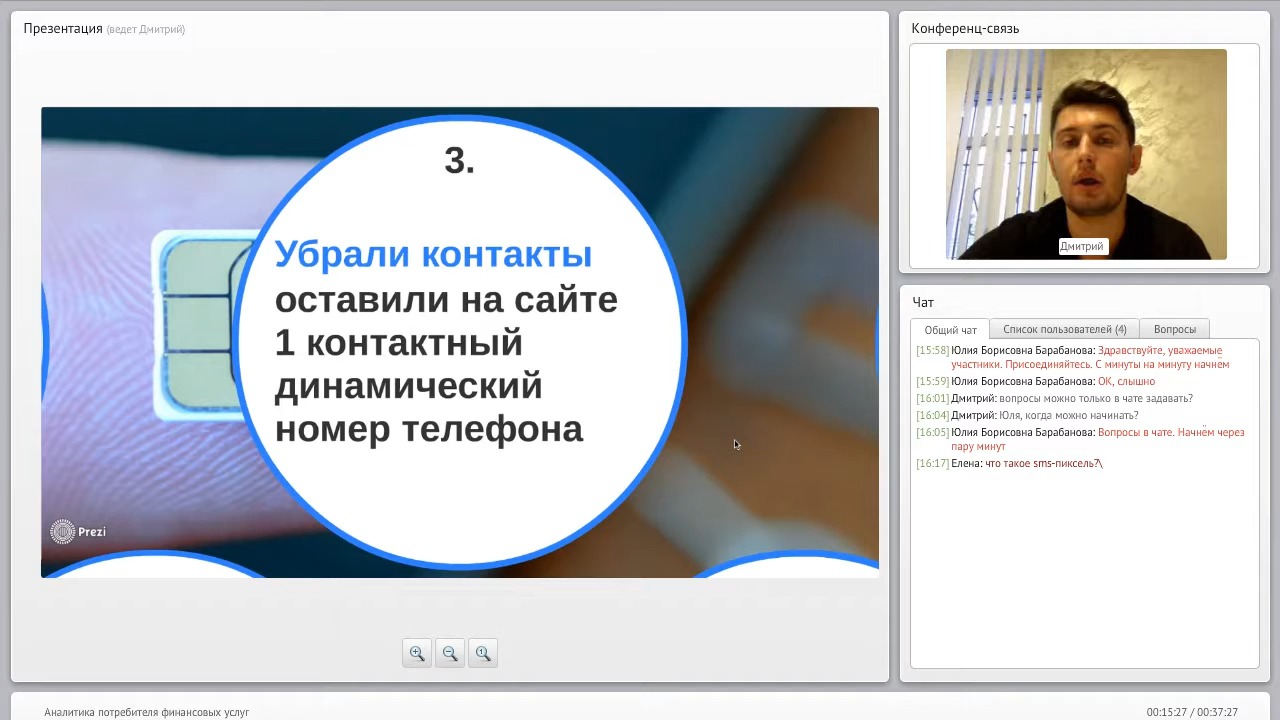 Презентация (ведет Дмитрий)
3.
Убрали контакты
оставили на сайте
1 контактный
динамический
номер телефона
Prezi
Конференц-связь
Дмитрий
Чат
Общий чат
Список пользователей (4)
Вопросы
[15:58] Юлия Борисовна Барабанова: Здравствуйте, уважаемые
участники. Присоединяйтесь. С минуты на минуту начнём
[15:59] Юлия Борисовна Барабанова: ОК, слышно
[16:01] Дмитрий: вопросы можно только в чате задавать?
[16:04] Дмитрий: Юля, когда можно начинать?
[16:05] Юлия Борисовна Барабанова: Вопросы в чате. Начнём через
пару минут
[16:17] Елена: что такое sms-пиксель?\
Аналитика потребителя финансовых услуг
00:15:27 / 00:37:27